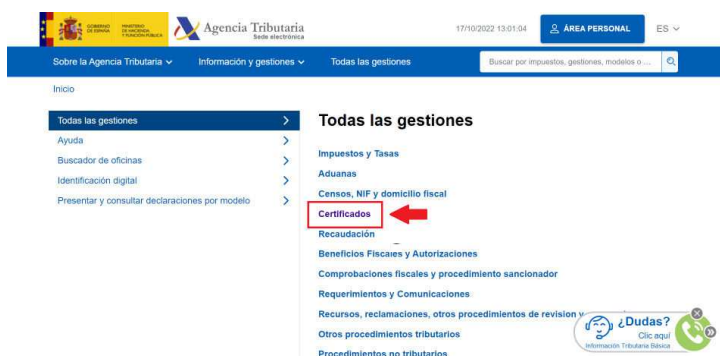 GOBIERNO DE ESPAÑA
MINISTERIO DE HACIENDA Y FUNCIÓN PÚBLICA
Agencia Tributaria
Sede electrónica
17/10/2022 13:01:04
ÁREA PERSONAL
ES
Sobre la Agencia Tributaria
Información y gestiones
Todas las gestiones
Buscar por impuestos, gestiones, modelos o ...
Inicio
Todas las gestiones
Ayuda
Buscador de oficinas
Identificación digital
Presentar y consultar declaraciones por modelo
Todas las gestiones
Impuestos y Tasas
Aduanas
Censos, NIF y domicilio fiscal
Certificados
Recaudación
Beneficios Fiscales y Autorizaciones
Comprobaciones fiscales y procedimiento sancionador
Requerimientos y Comunicaciones
Recursos, reclamaciones, otros procedimientos de revision y
Otros procedimientos tributarios
Procedimientos no tributarios
¿Dudas?
Clic aquí
Información Tributaria Básica